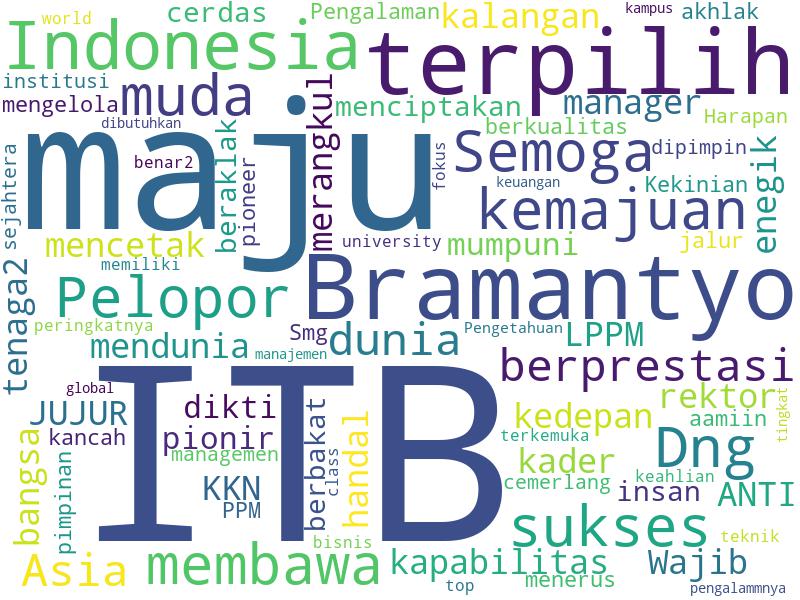 world
cerdas
Pengalaman
kalangan
kampus
akhlak
Indonesia
terpilih
institusi
mengelola
muda
merangkul
menciptakan
manager
Harapan
dibutuhkan
maju
berkualitas
benar2
beraklak
pioneer
fokus
Semoga
dipimpin
enegik
sejahtera
keuangan
Kekinian
kemajuan
mencetak
university
mumpuni
jalur
memiliki
tenaga2
Pelopor
Bramantyo
peringkatnya
Smg
dunia
Pengetahuan
LPPM
mendunia
manajemen
berprestasi
global
ITB
rektor
tingkat
JUJUR
dikti
berbakat
handal
kedepan
aamiin
bangsa
kancah
pionir
terkemuka
Dng
pimpinan
managemen
class
kader
KKN
cemerlang
keahlian
PPM
insan
ANTI
sukses
teknik
bisnis
Asia
membawa
kapabilitas
Wajib
top
menerus
pengalammnya